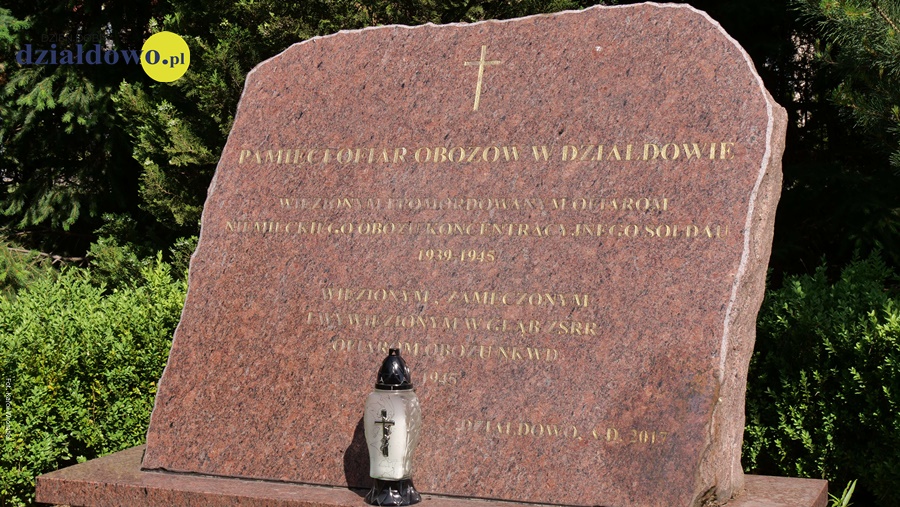 działdowo.pl
PAMIĘCI OFIAR OBOZÓW W DZIAŁDOWIE
WIĘZIONYM I POMORDOWANYM OFIAROM
NIEMIECKIEGO OBOZU KONCENTRACYJNEGO SOLDAU
1939-1945
WIĘZIONYM, ZAMĘCZONYM
I WYWIEZIONYM W GŁĄB ZSRR
OFIAROM OBOZU NKWD
1945
DZIAŁDOWO, A.D. 2017